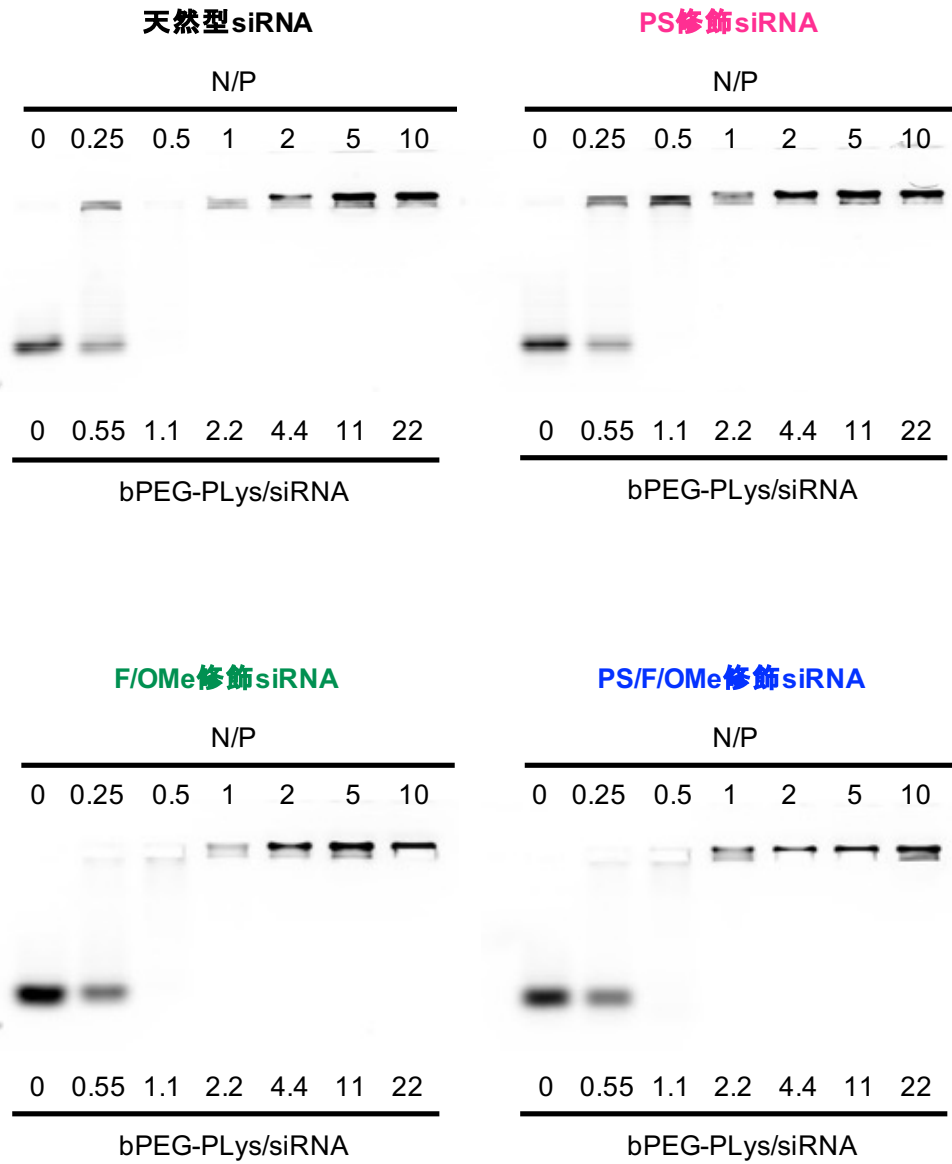 天然型siRNA
N/P
0 0.25 0.5 1 2 5 10
0 0.55 1.1 2.2 4.4 11 22
bPEG-PLys/siRNA
PS修飾siRNA
N/P
0 0.25 0.5 1 2 5 10
0 0.55 1.1 2.2 4.4 11 22
bPEG-PLys/siRNA
F/OMe修飾siRNA
N/P
0 0.25 0.5 1 2 5 10
0 0.55 1.1 2.2 4.4 11 22
bPEG-PLys/siRNA
PS/F/OMe修飾siRNA
N/P
0 0.25 0.5 1 2 5 10
0 0.55 1.1 2.2 4.4 11 22
bPEG-PLys/siRNA